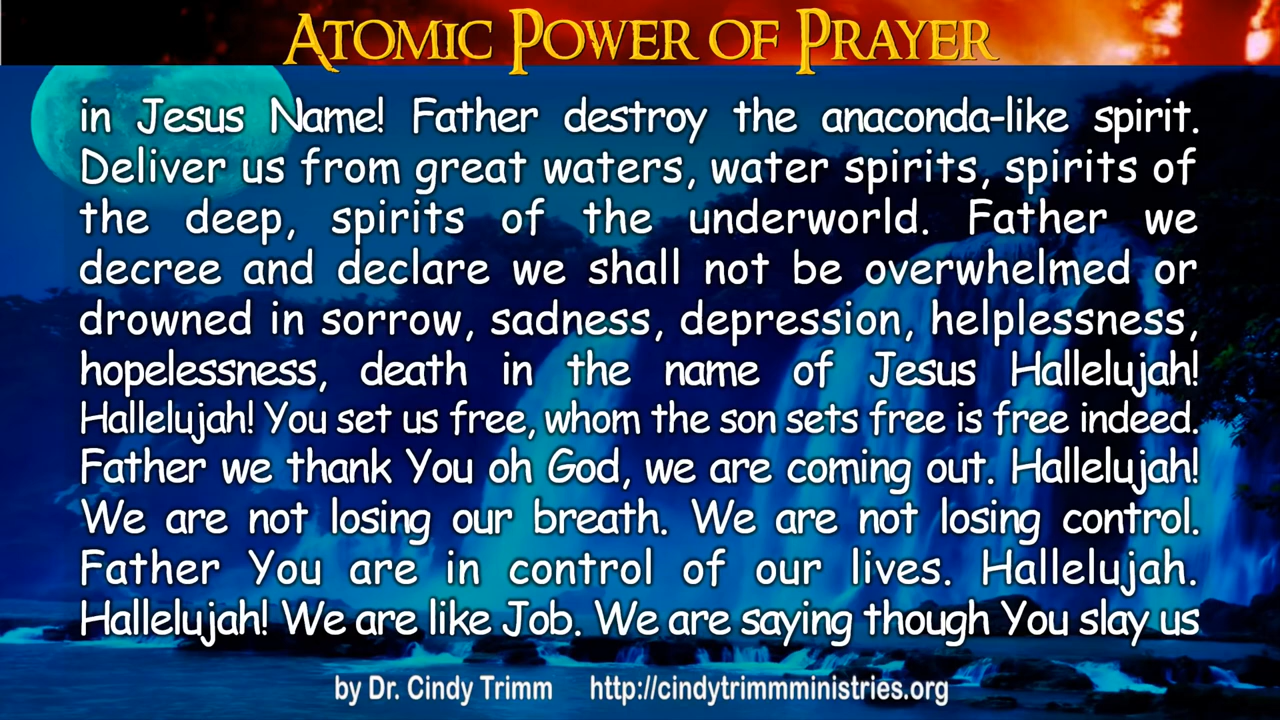 Atomic Power of Prayer
in Jesus Name! Father destroy the anaconda-like spirit.
Deliver us from great waters, water spirits, spirits of
the deep, spirits of the underworld. Father we
decree and declare we shall not be overwhelmed or
drowned in sorrow, sadness, depression, helplessness,
hopelessness, death in the name of Jesus Hallelujah!
Hallelujah! You set us free, whom the son sets free is free indeed.
Father we thank You oh God, we are coming out. Hallelujah!
We are not losing our breath. We are not losing control.
Father You are in control of our lives. Hallelujah.
Hallelujah! We are like Job. We are saying though You slay us
by Dr. Cindy Trimm http://cindytrimmministries.org